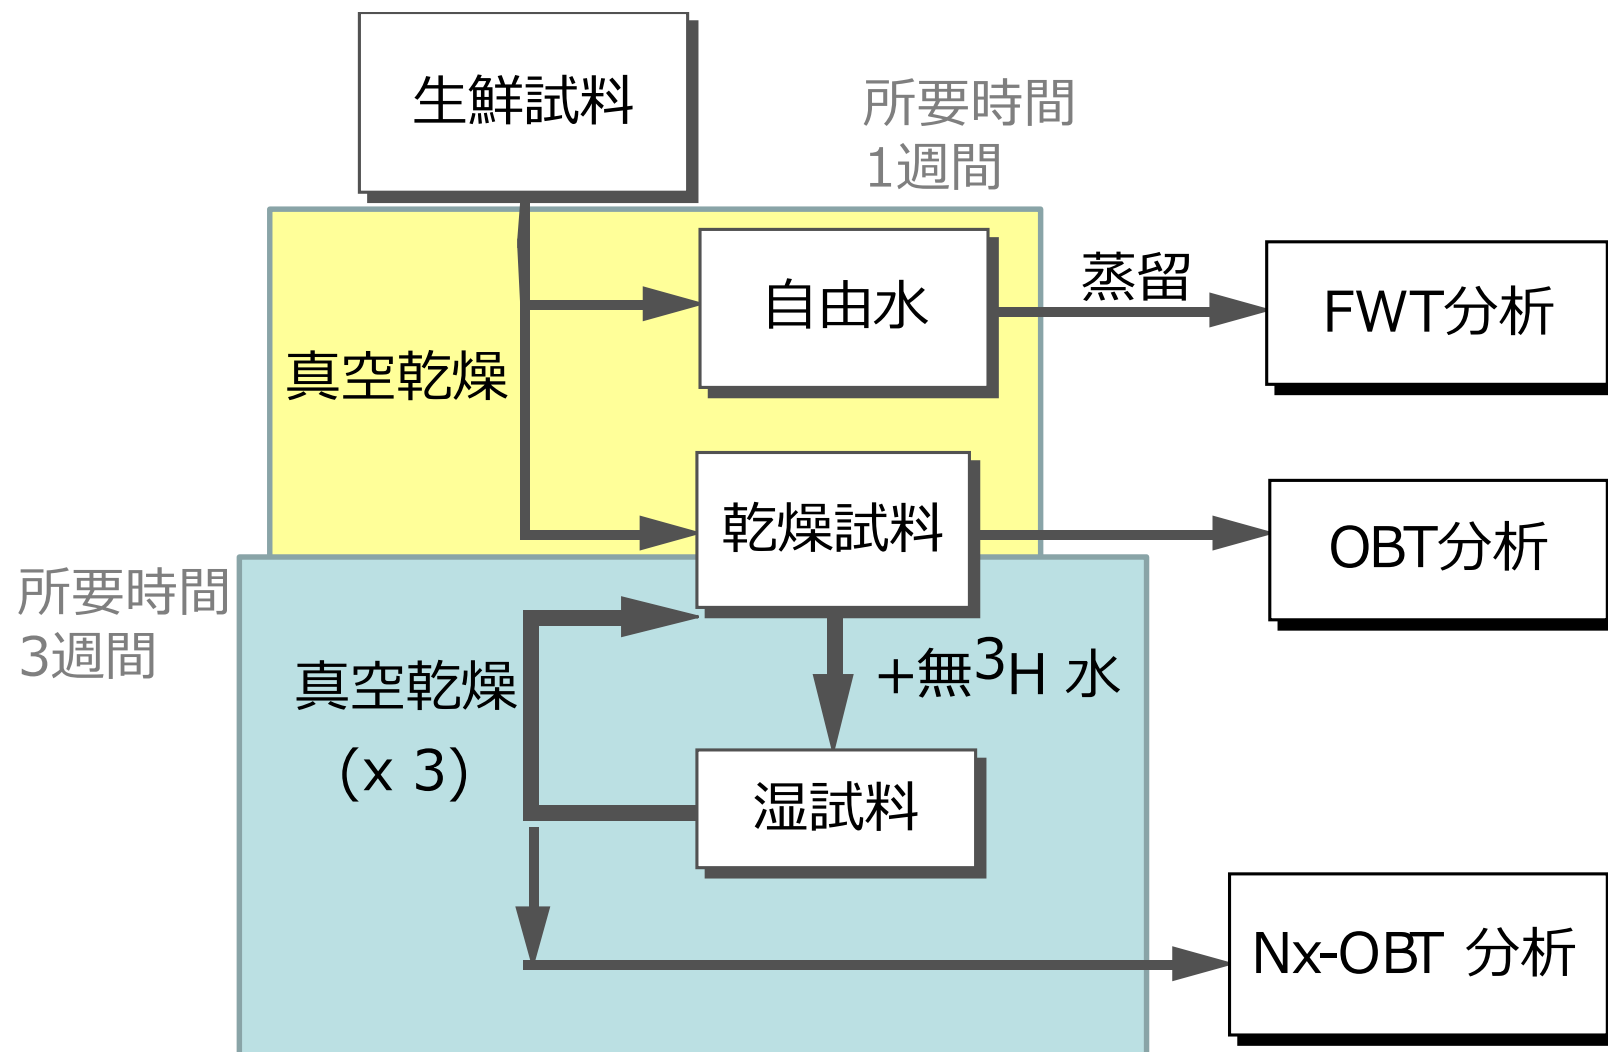 生鮮試料
所要時間
1週間
自由水
蒸留
FWT分析
真空乾燥
乾燥試料
OBT分析
所要時間
3週間
真空乾燥
(x 3)
+無³H 水
湿試料
Nx-OBT 分析